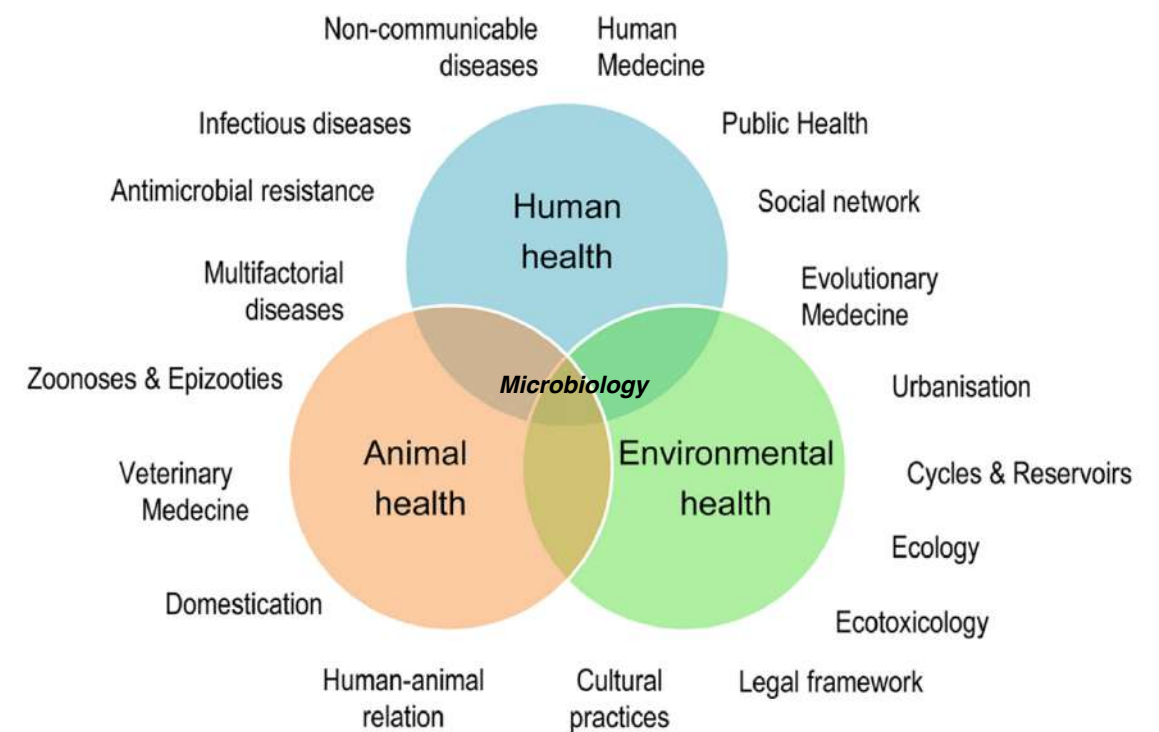 Non-communicable
diseases
Human
Medecine
Infectious diseases
Public Health
Antimicrobial resistance
Social network
Human
health
Multifactorial
diseases
Evolutionary
Medecine
Zoonoses & Epizooties
Microbiology
Urbanisation
Animal
health
Environmental
health
Veterinary
Medecine
Cycles & Reservoirs
Ecology
Domestication
Ecotoxicology
Human-animal
relation
Cultural
practices
Legal framework